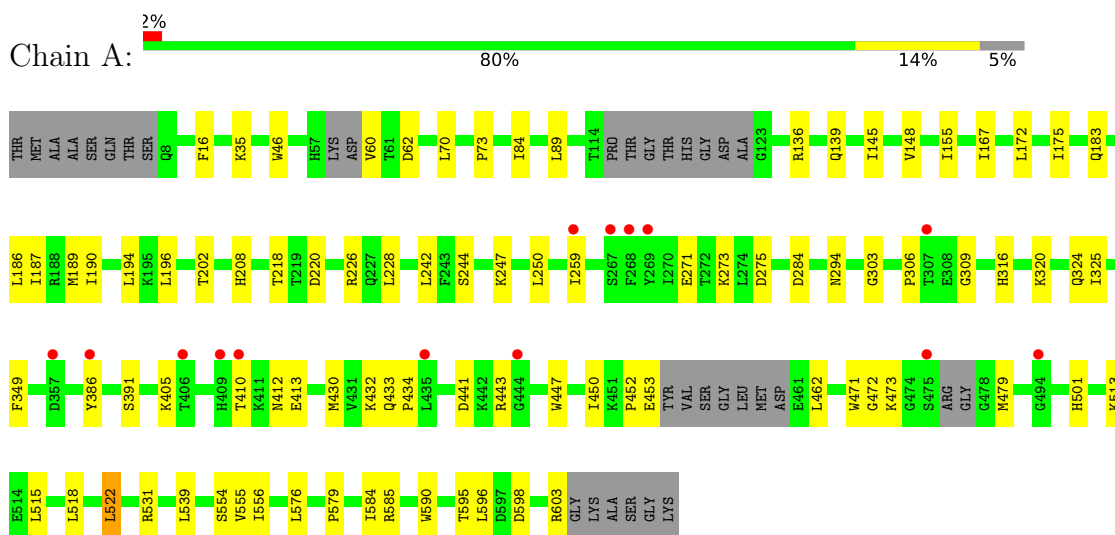 2%
Chain A:
80% 14% 5%
THR MET ALA ALA SER GLN THR SER Q8 F16 K35 W46 H57 LYS ASP V60 T61 D62 L70 P73 I84 L89 T114 PRO THR GLY THR HIS GLY ASP ALA G123 R136 Q139 I145 V148 I155 I167 L172 I175 Q183
L186 I187 R188 M189 I190 L194 K195 L196 T202 H208 T218 T219 D220 R226 Q227 L228 L242 F243 S244 K247 L250 I259 S267 F268 Y269 I270 E271 T272 K273 L274 D275 D284 N294 G303 P306 T307 E308 G309 H316 K320 Q324 I325
F349 D357 Y386 S391 K405 T406 H409 T410 K411 N412 E413 M430 V431 K432 Q433 P434 L435 D441 K442 R443 G444 W447 I450 K451 P452 E453 TYR VAL SER GLY LEU MET ASP E461 L462 W471 G472 K473 G474 S475 ARG GLY G478 M479 G494 H501 K513
E514 L515 L518 L522 R531 L539 S554 V555 I556 L576 P579 I584 R585 W590 T595 L596 D597 D598 R603 GLY LYS ALA SER GLY LYS